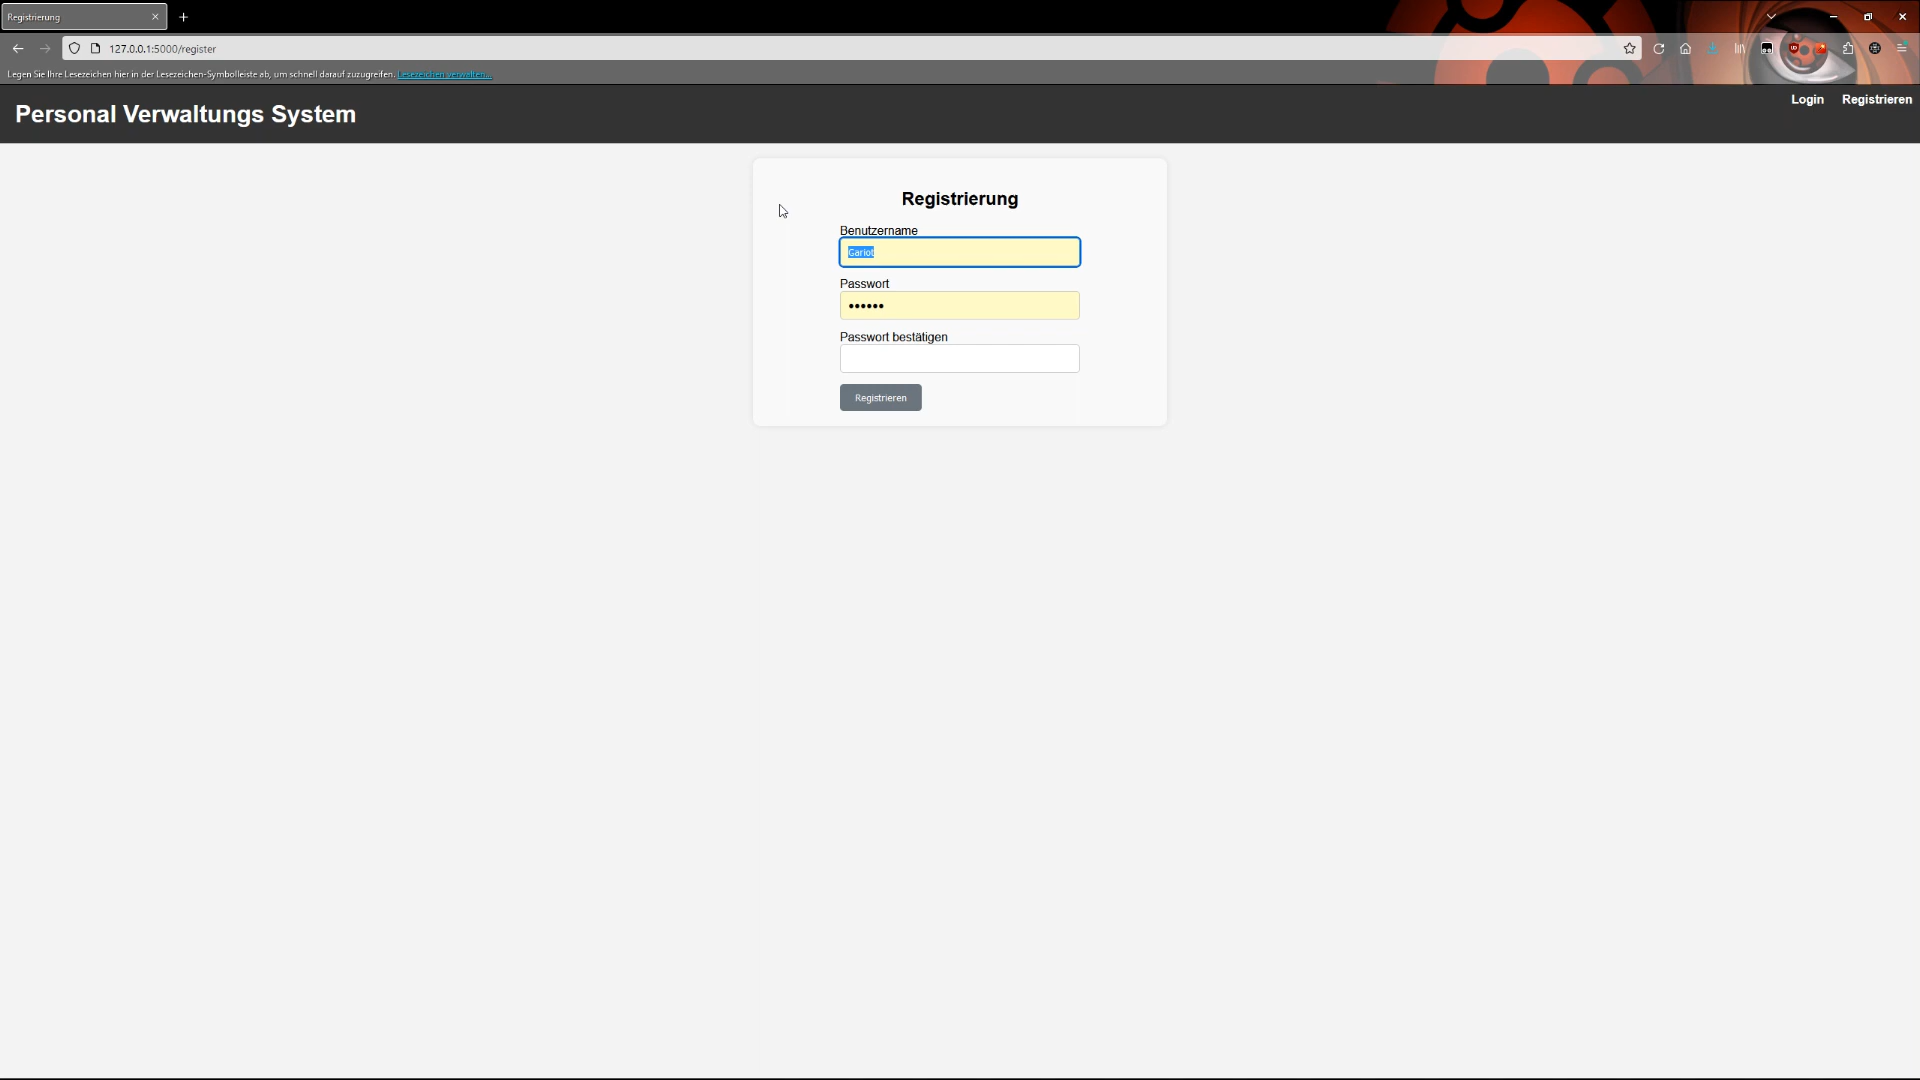 Registrierung
127.0.0.1:5000/register
Legen Sie Ihre Lesezeichen hier in der Lesezeichen-Symbolleiste ab, um schnell darauf zuzugreifen. Lesezeichen verwalten...
Personal Verwaltungs System
Login Registrieren
Registrierung
Benutzername
Gariot
Passwort
••••••
Passwort bestätigen
Registrieren